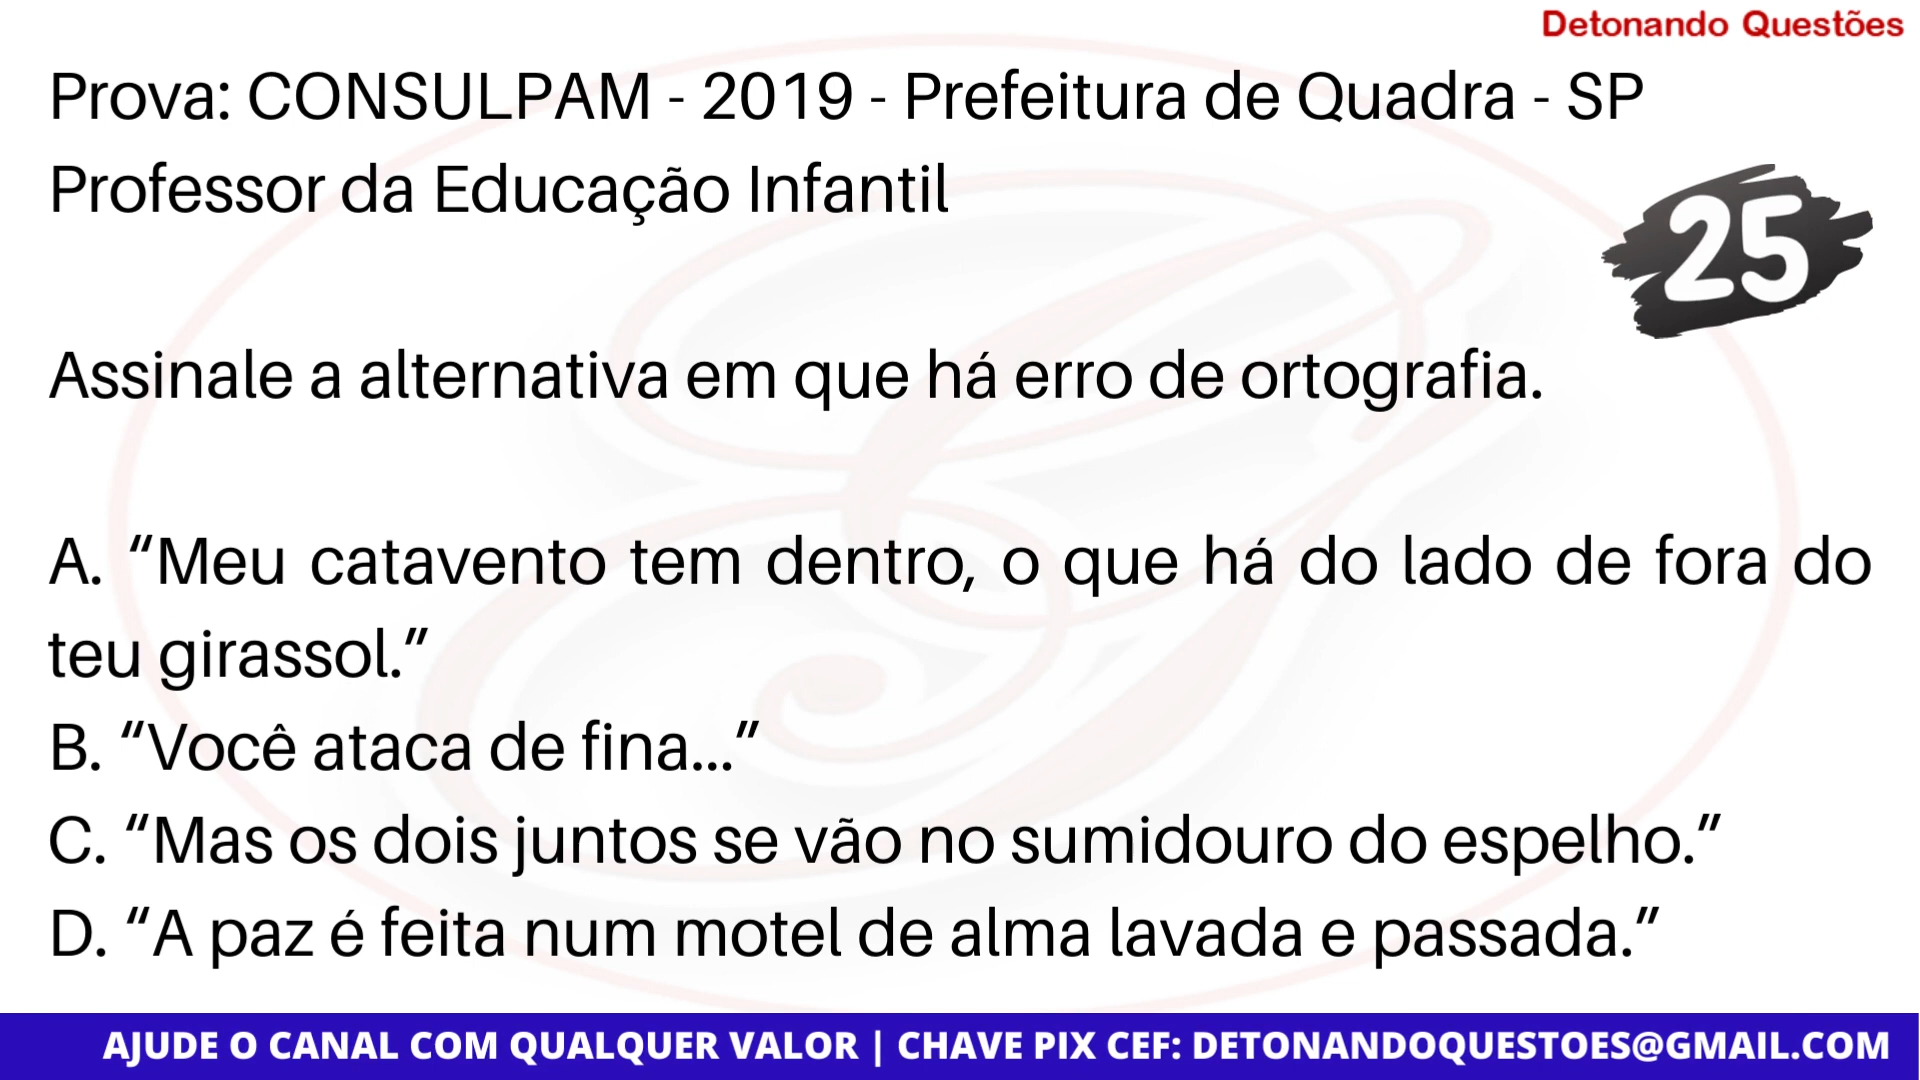 Detonando Questões
Prova: CONSULPAM - 2019 - Prefeitura de Quadra - SP
Professor da Educação Infantil
25
Assinale a alternativa em que há erro de ortografia.
A. “Meu catavento tem dentro, o que há do lado de fora do
teu girassol.”
B. “Você ataca de fina...”
C. “Mas os dois juntos se vão no sumidouro do espelho.”
D. “A paz é feita num motel de alma lavada e passada.”
AJUDE O CANAL COM QUALQUER VALOR | CHAVE PIX CEF: DETONANDOQUESTOES@GMAIL.COM